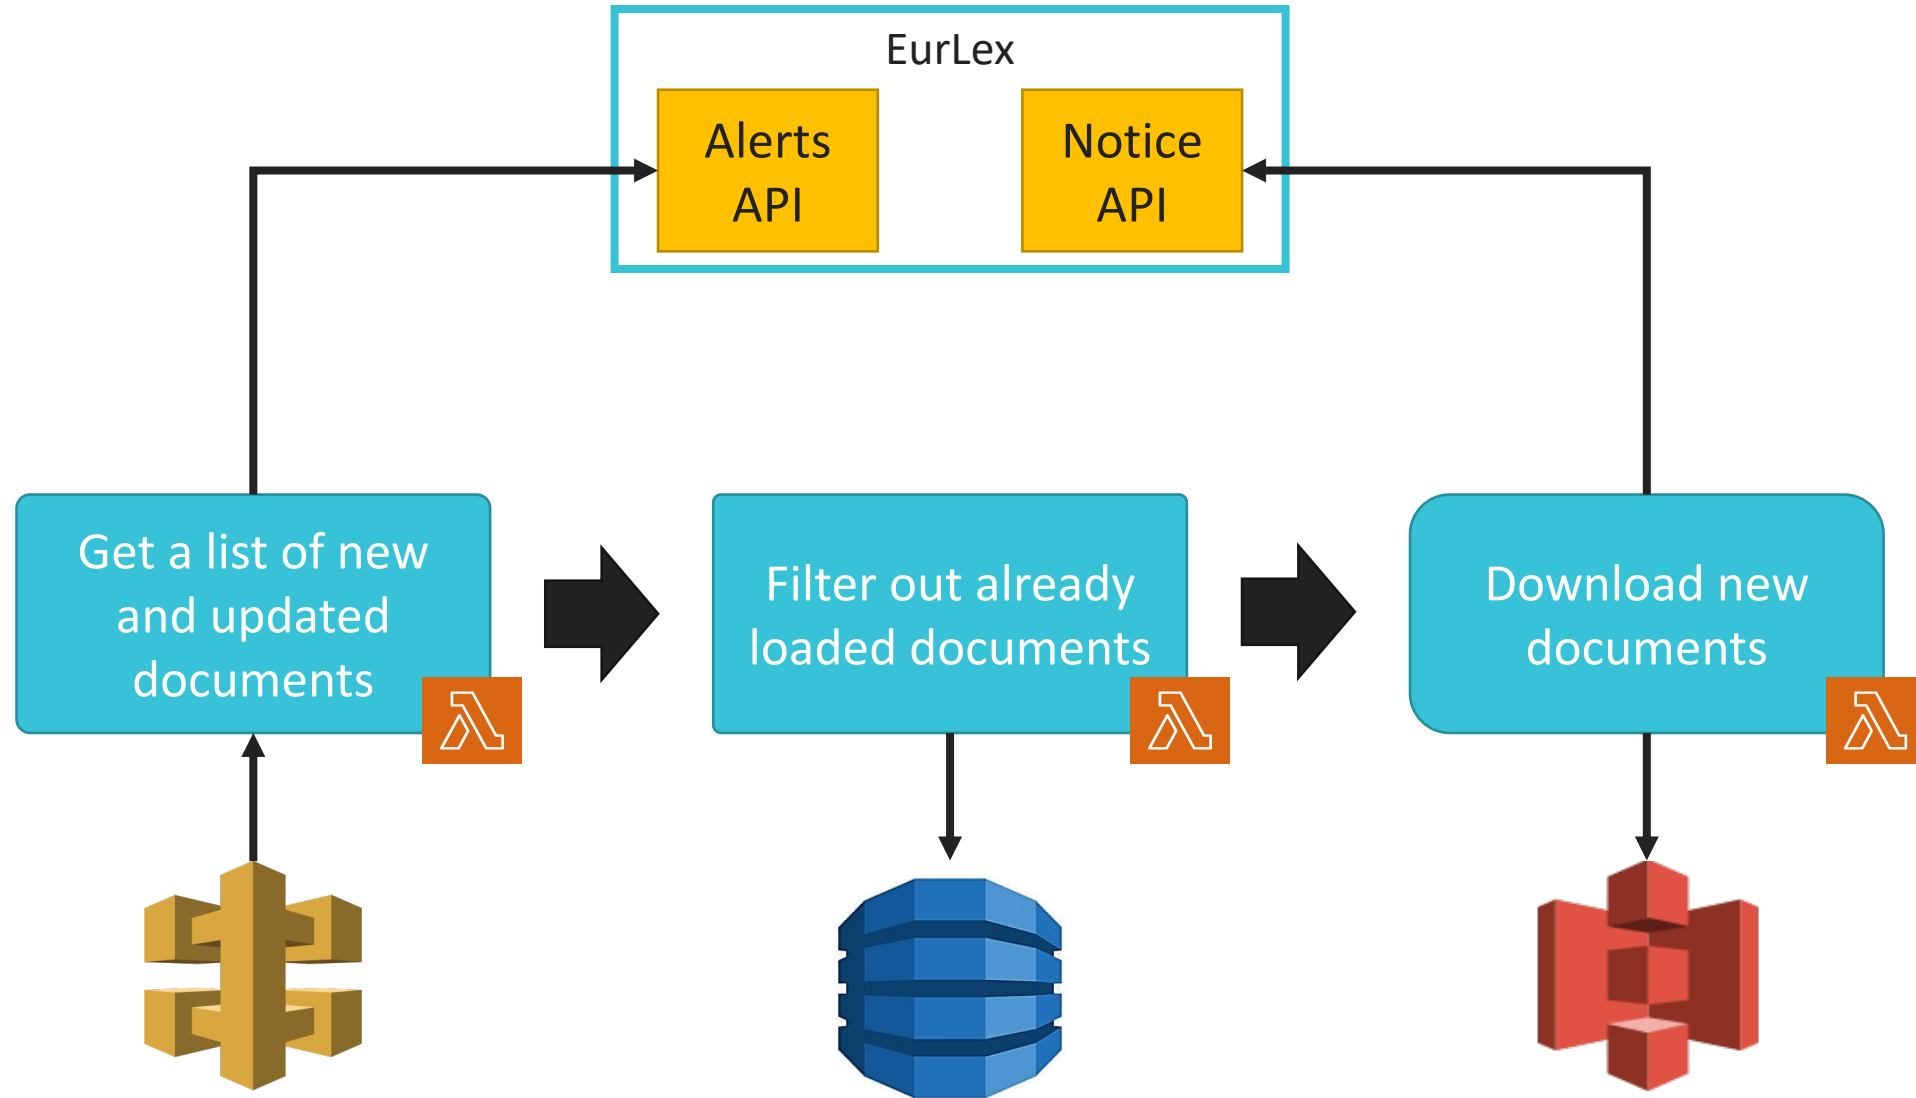 EurLex
Alerts
API
Notice
API
Get a list of new
and updated
documents
Filter out already
loaded documents
Download new
documents